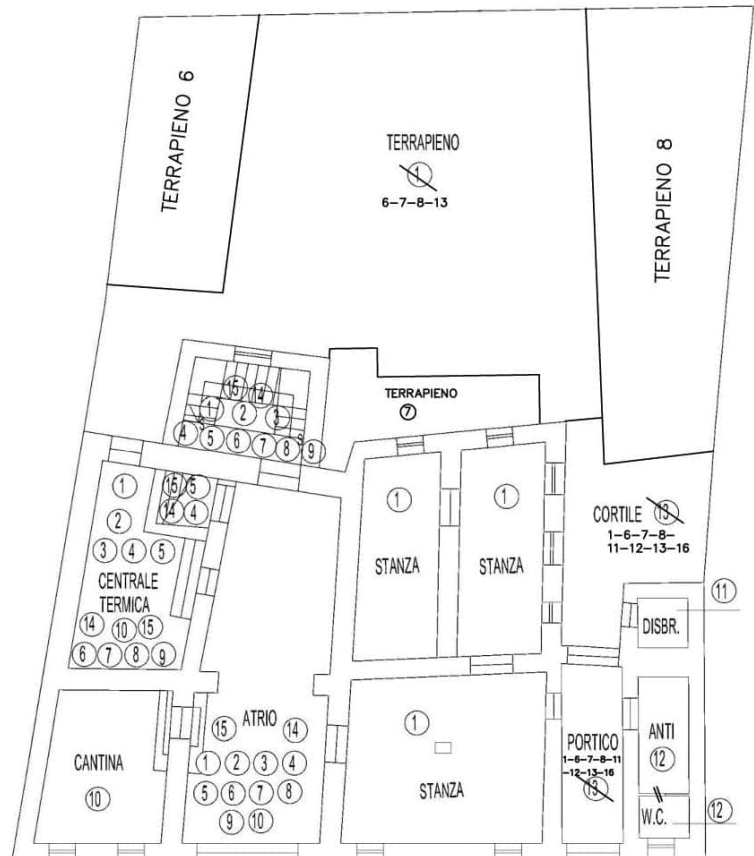 TERRAPIENO 6
TERRAPIENO
1
6-7-8-13
TERRAPIENO 8
15 14
1 2 3
4 5 6 7 8 9
TERRAPIENO
7
1
2
3 4 5
CENTRALE
TERMICA
14 10 15
6 7 8 9
15 5
14 4
1
STANZA
1
STANZA
CORTILE 13
1-6-7-8-
11-12-13-16
11
DISBR.
CANTINA
10
ATRIO
15 14
1 2 3 4
5 6 7 8
9 10
1
STANZA
PORTICO
1-6-7-8-11
-12-13-16
13
ANTI
12
W.C.
12